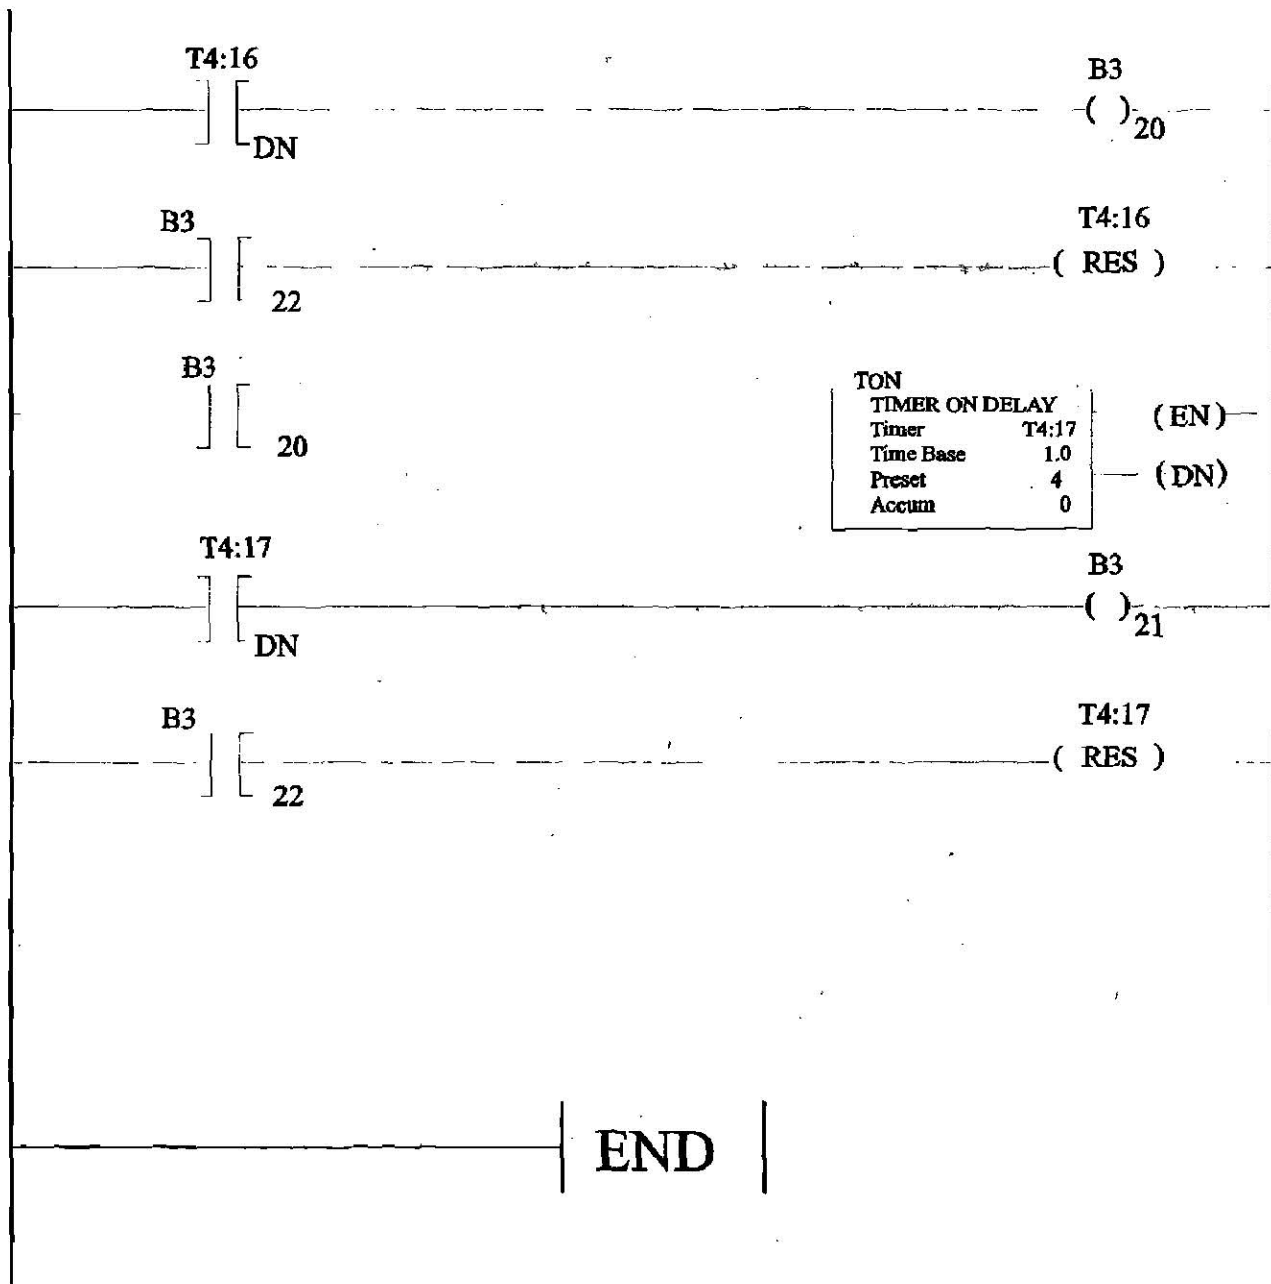 T4:16
B3
( )
20
DN
B3
T4:16
( RES )
22
B3
20
TON
TIMER ON DELAY
Timer T4:17
Time Base 1.0
Preset 4
Accum 0
(EN)
(DN)
T4:17
B3
( )
21
DN
B3
T4:17
( RES )
22
END